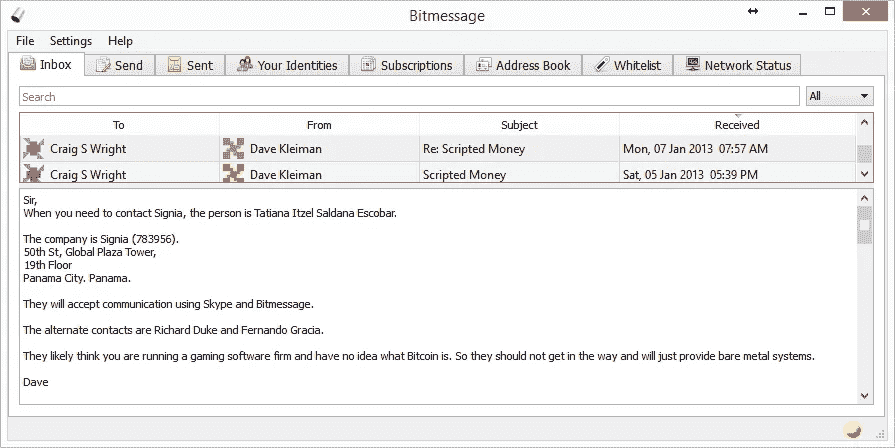 Bitmessage
File Settings Help
Inbox Send Sent Your Identities Subscriptions Address Book Whitelist Network Status
Search All
To From Subject Received
Craig S Wright Dave Kleiman Re: Scripted Money Mon, 07 Jan 2013 07:57 AM
Craig S Wright Dave Kleiman Scripted Money Sat, 05 Jan 2013 05:39 PM
Sir,
When you need to contact Signia, the person is Tatiana Itzel Saldana Escobar.
The company is Signia (783956).
50th St, Global Plaza Tower,
19th Floor
Panama City. Panama.
They will accept communication using Skype and Bitmessage.
The alternate contacts are Richard Duke and Fernando Gracia.
They likely think you are running a gaming software firm and have no idea what Bitcoin is. So they should not get in the way and will just provide bare metal systems.
Dave